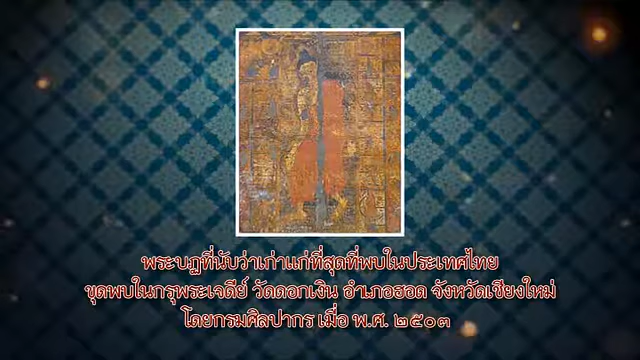 พระบฏที่นับว่าเก่าแก่ที่สุดที่พบในประเทศไทย
ขุดพบในกรุพระเจดีย์ วัดดอกเงิน อำเภอฮอด จังหวัดเชียงใหม่
โดยกรมศิลปากร เมื่อ พ.ศ. ๒๕๐๓